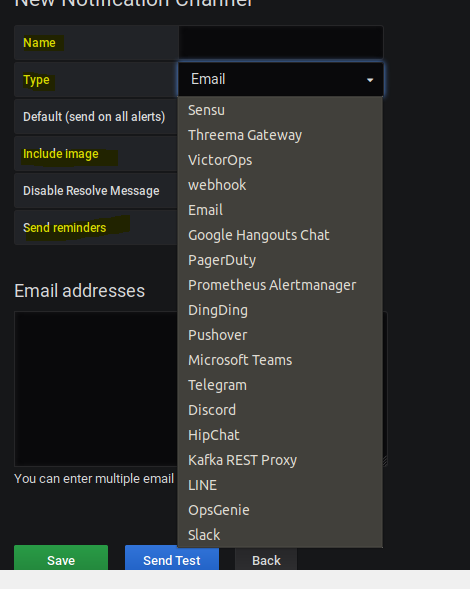 New Notification Channel
Name
Type
Email
Default (send on all alerts)
Include image
Disable Resolve Message
Send reminders
Sensu
Threema Gateway
VictorOps
webhook
Email
Google Hangouts Chat
PagerDuty
Prometheus Alertmanager
DingDing
Pushover
Microsoft Teams
Telegram
Discord
HipChat
Kafka REST Proxy
LINE
OpsGenie
Slack
Email addresses
You can enter multiple email
Save
Send Test
Back